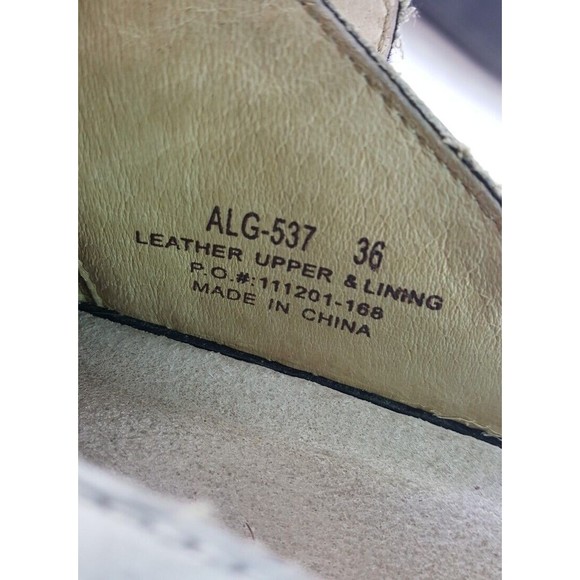 ALG-537 36
LEATHER UPPER & LINING
P.O.#:111201-168
MADE IN CHINA